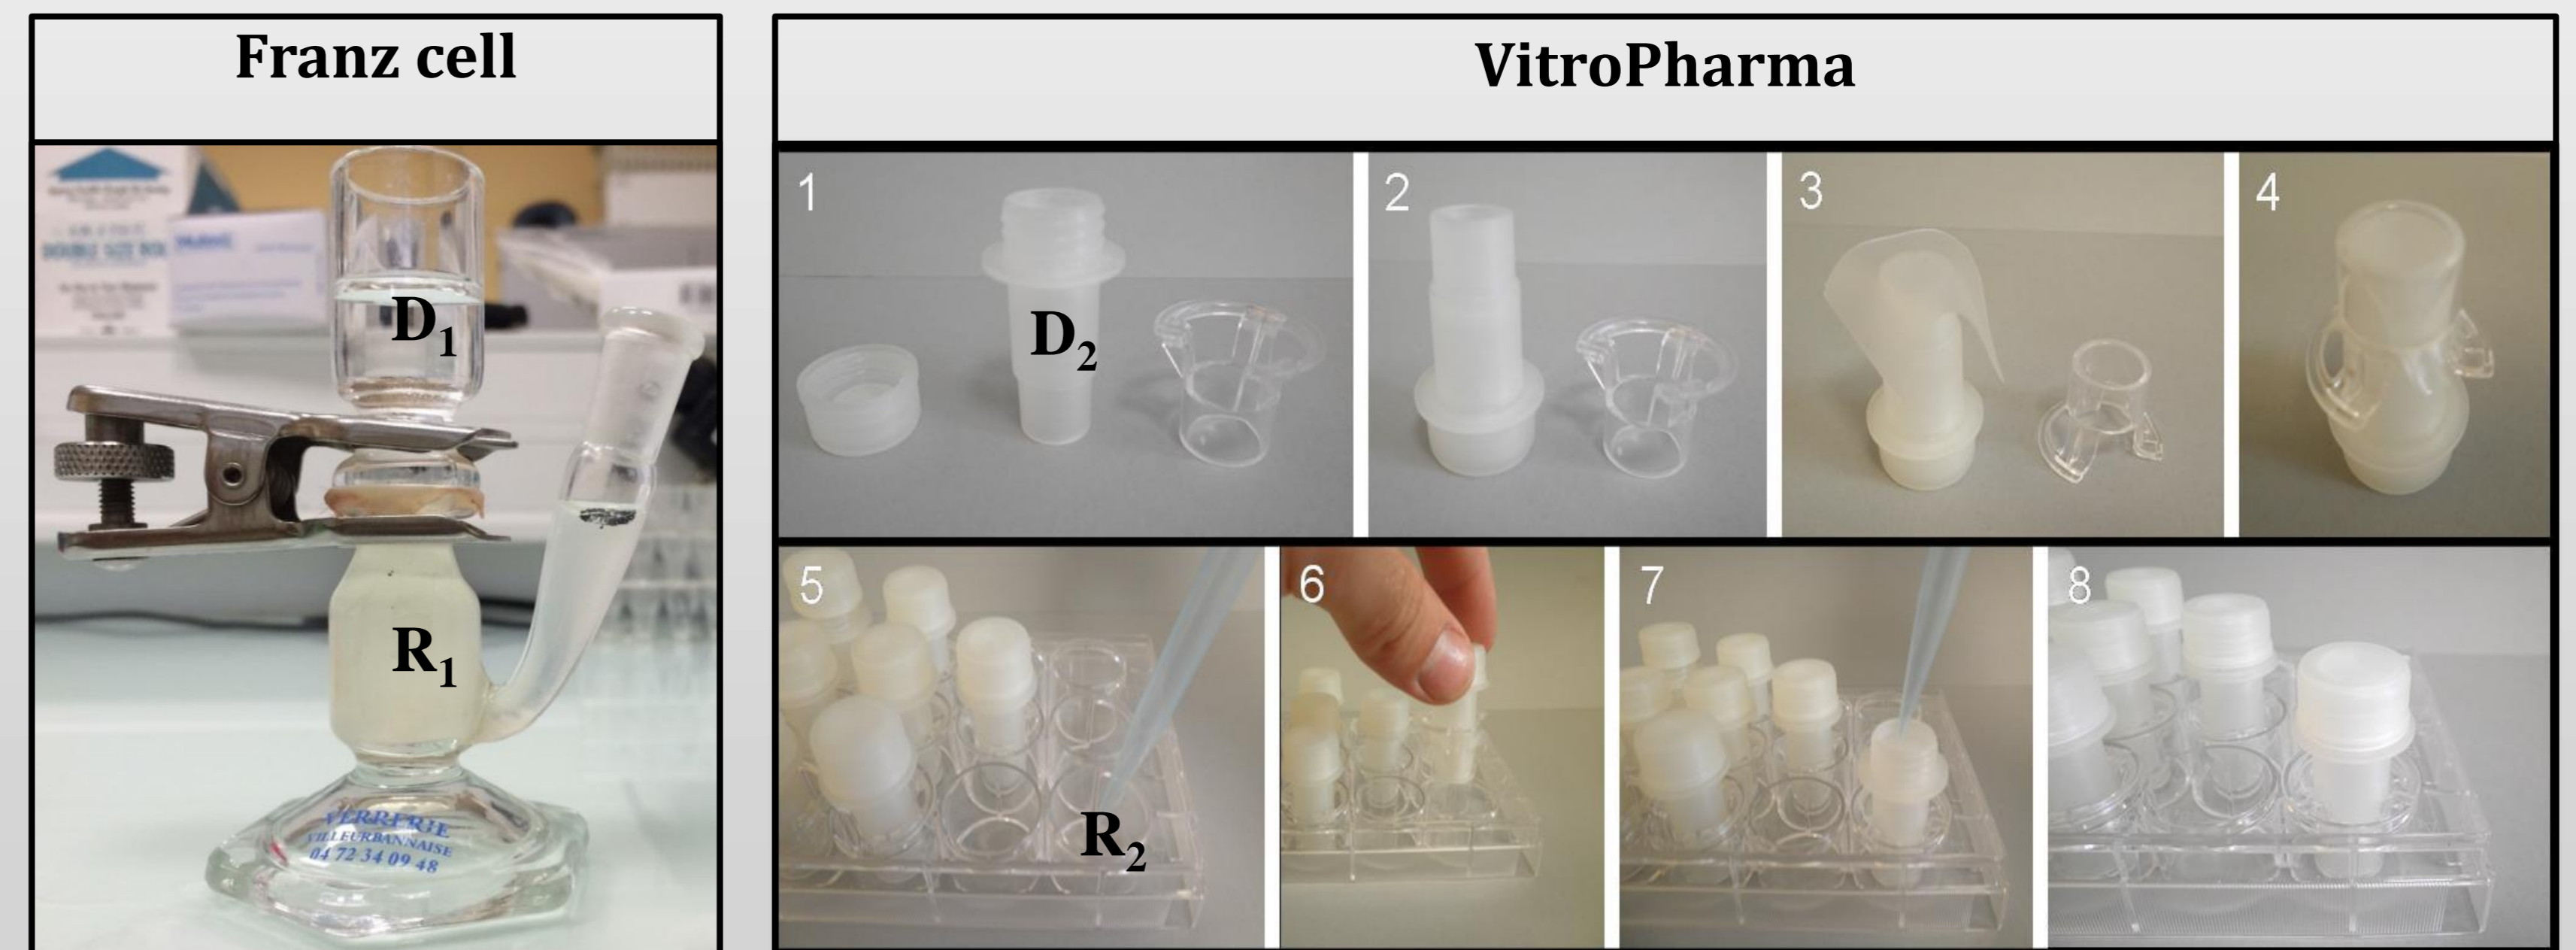 Franz cell
VitroPharma
D₁
R₁
VERRERIE
VILLEURBANNAISE
04 72 34 09 48
1
D₂
2
3
4
5
R₂
6
7
8